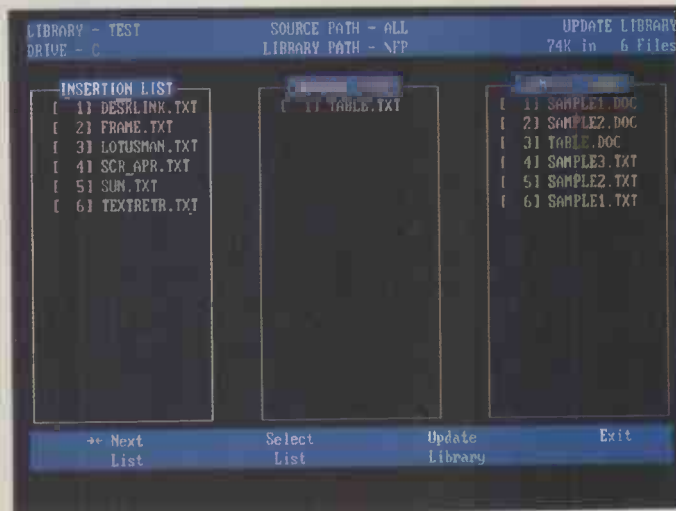 LIBRARY - TEST SOURCE PATH - ALL UPDATE LIBRARY
DRIVE - C LIBRARY PATH - \FP 74K in 6 Files
INSERTION LIST
[ 1] DESKLINK.TXT
[ 2] FRAME.TXT
[ 3] LOTUSMAN.TXT
[ 4] SCR_APR.TXT
[ 5] SUN.TXT
[ 6] TEXTRETR.TXT
[ 1] TABLE.TXT
[ 1] SAMPLE1.DOC
[ 2] SAMPLE2.DOC
[ 3] TABLE.DOC
[ 4] SAMPLE3.TXT
[ 5] SAMPLE2.TXT
[ 6] SAMPLE1.TXT
→← Next List
Select List
Update Library
Exit